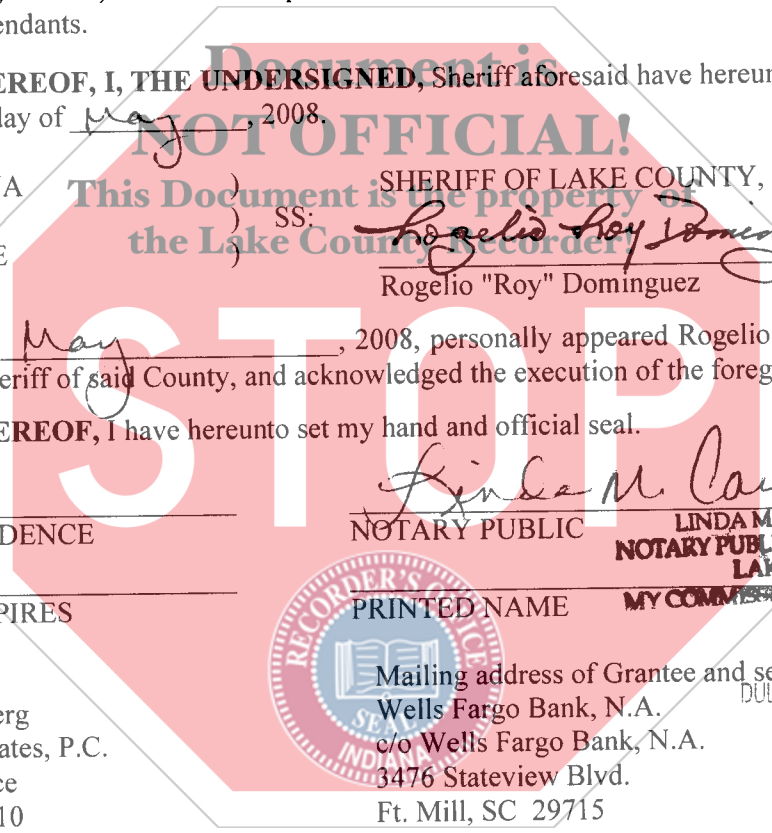 endants.
Document is
EREOF, I, THE UNDERSIGNED, Sheriff aforesaid have hereun
day of May, 2008.
NOT OFFICIAL!
A ) SHERIFF OF LAKE COUNTY,
This Document is the property of
) SS:
the Lake County Recorder!
E )
Rogelio Roy
Rogelio "Roy" Dominguez
STOP
May, 2008, personally appeared Rogelio
eriff of said County, and acknowledged the execution of the foreg
EREOF, I have hereunto set my hand and official seal.
Linda M. Ca
DENCE NOTARY PUBLIC LINDA M
NOTARY PUBL
LAK
PIRES PRINTED NAME MY COMMISS
RECORDER'S OFFICE
SEAL
INDIANA
Mailing address of Grantee and se
erg Wells Fargo Bank, N.A.
ates, P.C. c/o Wells Fargo Bank, N.A.
ce 3476 Stateview Blvd.
10 Ft. Mill, SC 29715